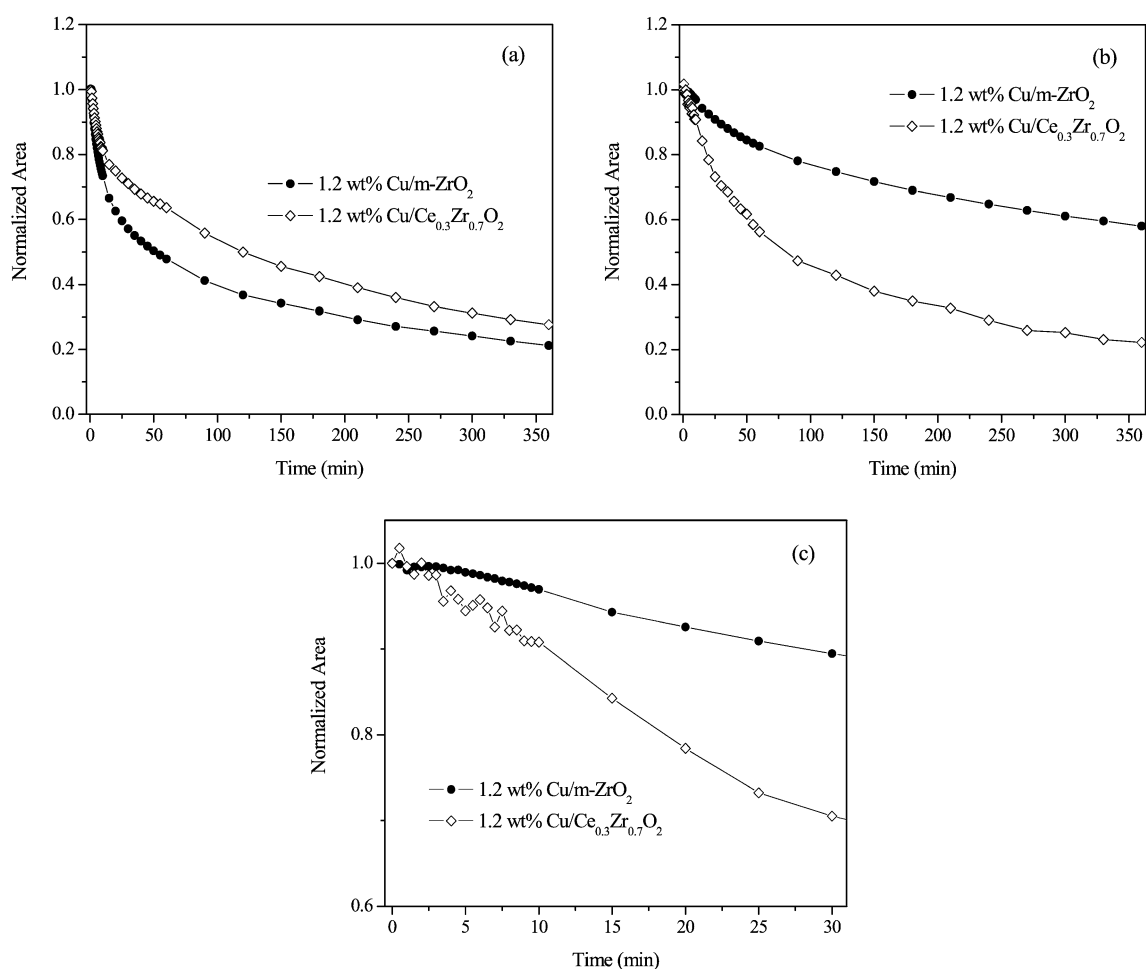 1.2
1.0
0.8
0.6
0.4
0.2
0.0
Normalized Area
(a)
1.2 wt% Cu/m-ZrO2
1.2 wt% Cu/Ce0.3Zr0.7O2
0 50 100 150 200 250 300 350
Time (min)
1.2
1.0
0.8
0.6
0.4
0.2
0.0
Normalized Area
(b)
1.2 wt% Cu/m-ZrO2
1.2 wt% Cu/Ce0.3Zr0.7O2
0 50 100 150 200 250 300 350
Time (min)
1.0
0.8
0.6
Normalized Area
(c)
1.2 wt% Cu/m-ZrO2
1.2 wt% Cu/Ce0.3Zr0.7O2
0 5 10 15 20 25 30
Time (min)